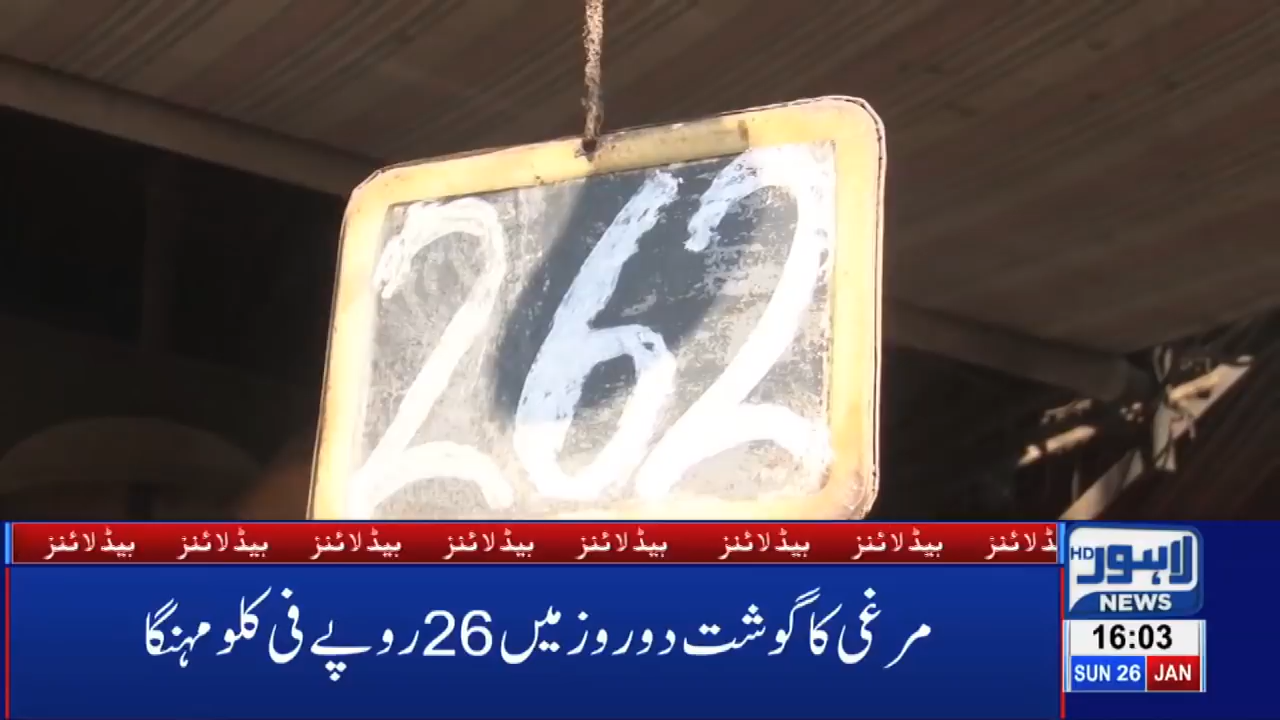 262
ہیڈلائنز ہیڈلائنز ہیڈلائنز ہیڈلائنز ہیڈلائنز ہیڈلائنز ہیڈلائنز ڈلائنز
مرغی کا گوشت دو روز میں 26 روپے فی کلو مہنگا
HD لاہور
NEWS
16:03
SUN 26 JAN